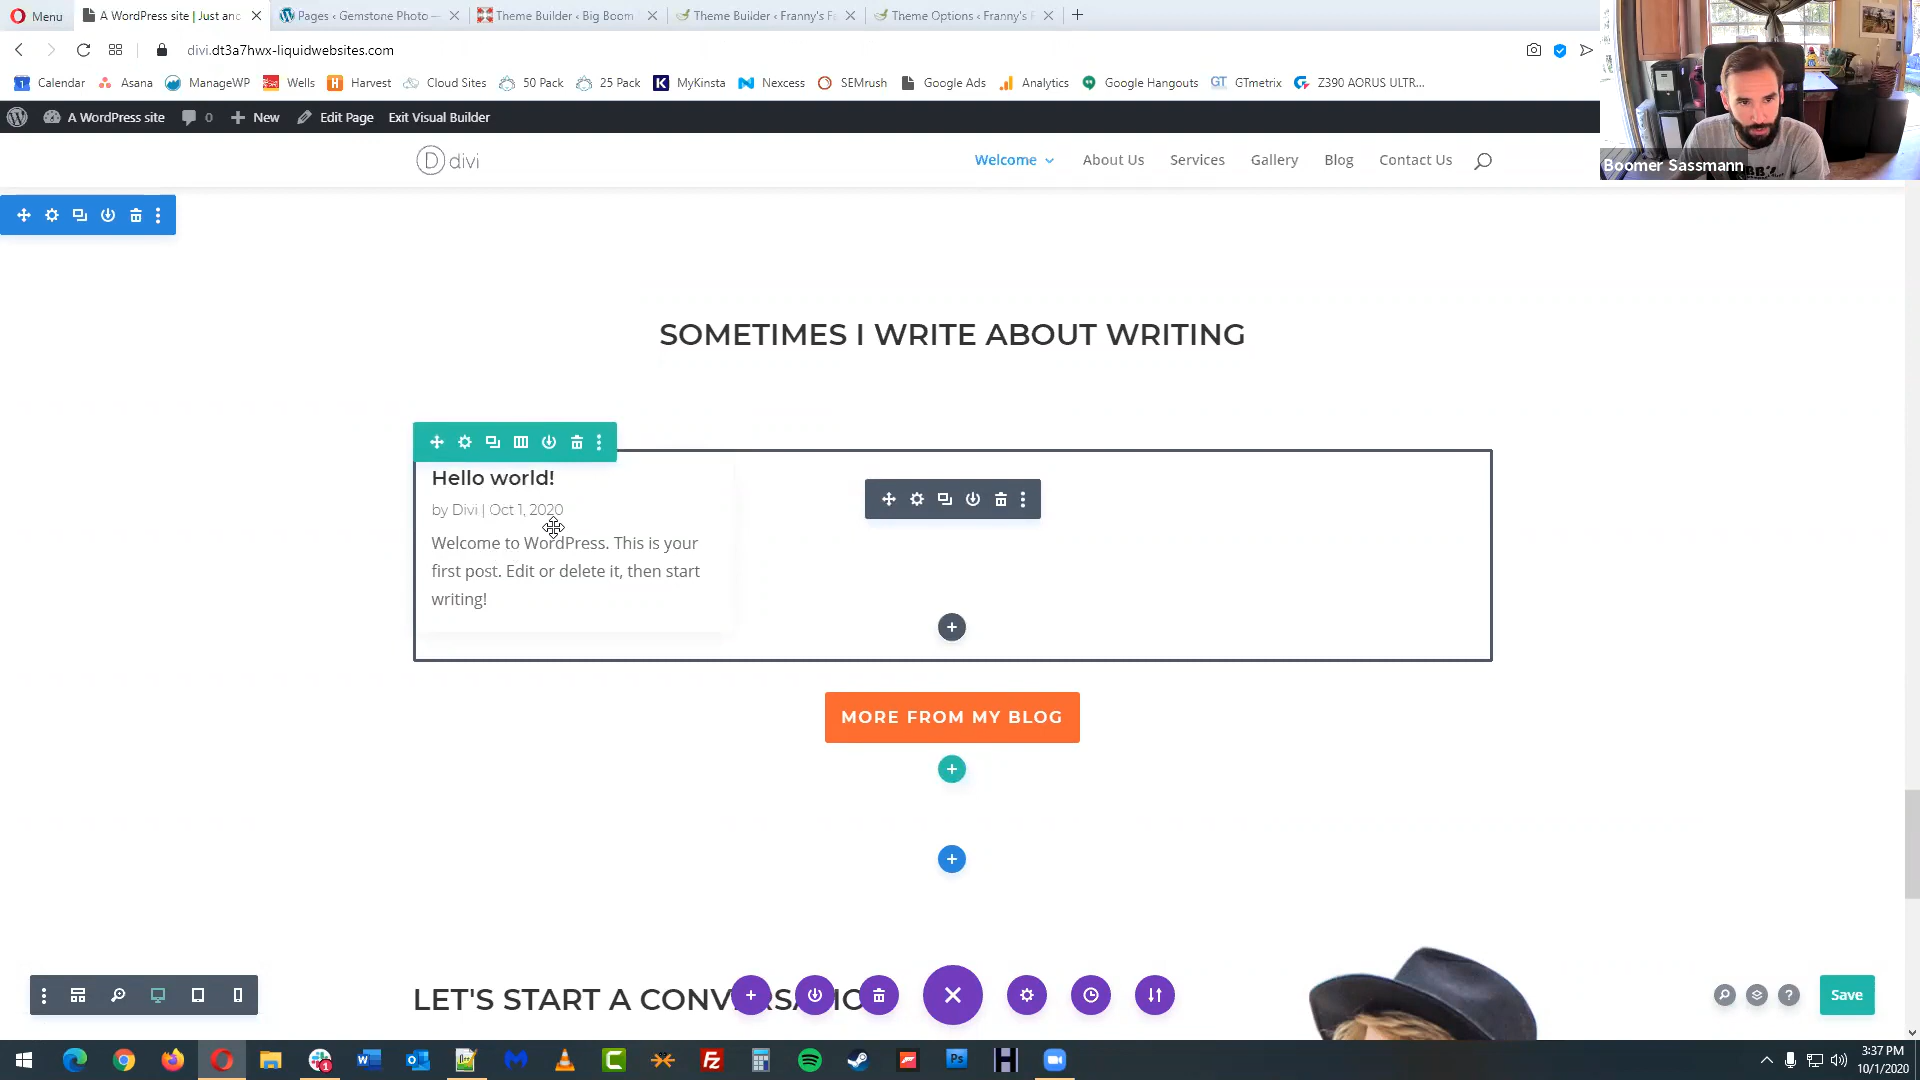 Menu
A WordPress site | Just anc
Pages ‹ Gemstone Photo —
Theme Builder ‹ Big Boom
Theme Builder ‹ Franny's F
Theme Options ‹ Franny's F
divi.dt3a7hwx-liquidwebsites.com
Calendar
Asana
ManageWP
Wells
Harvest
Cloud Sites
50 Pack
25 Pack
MyKinsta
Nexcess
SEMrush
Google Ads
Analytics
Google Hangouts
GTmetrix
Z390 AORUS ULTR...
A WordPress site
0
New
Edit Page
Exit Visual Builder
Boomer Sassmann
divi
Welcome
About Us
Services
Gallery
Blog
Contact Us
SOMETIMES I WRITE ABOUT WRITING
Hello world!
by Divi | Oct 1, 2020
Welcome to WordPress. This is your
first post. Edit or delete it, then start
writing!
MORE FROM MY BLOG
LET'S START A
Save
3:37 PM
10/1/2020